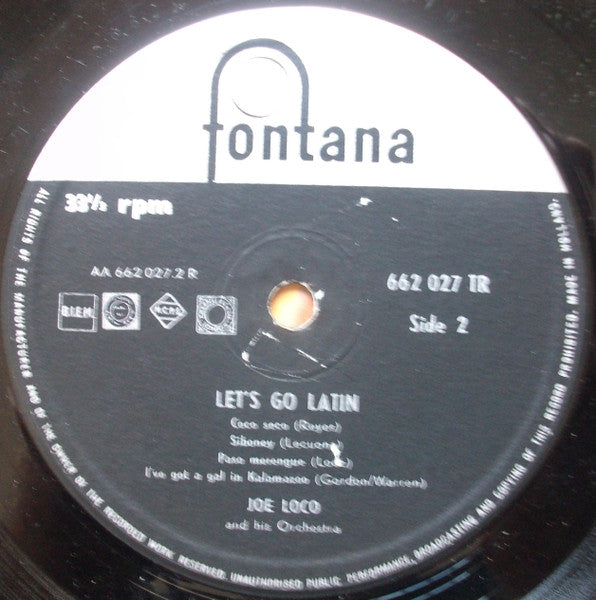 fontana
33⅓ rpm
AA 662 027.2 R
662 027 TR
Side 2
B.I.E.M.
LET'S GO LATIN
Coco seco (Reyes)
Siboney (Lecuona)
Paso merengue (Loco)
I've got a gal in Kalamazoo (Gordon/Warren)
JOE LOCO
and his Orchestra
ALL RIGHTS OF THE MANUFACTURER AND OF THE OWNER OF THE RECORDED WORK RESERVED. UNAUTHORISED PUBLIC PERFORMANCE, BROADCASTING AND COPYING OF THIS RECORD PROHIBITED. MADE IN HOLLAND.